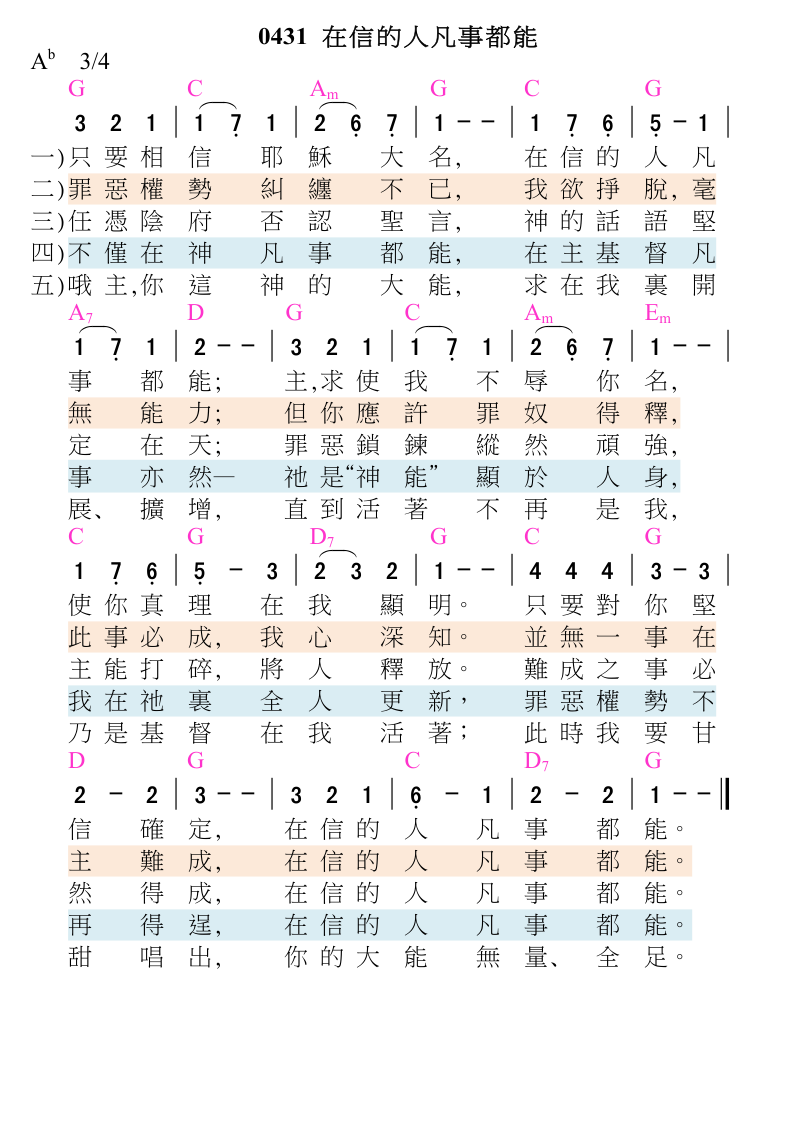 0431 在信的人凡事都能
Ab 3/4
G C Am G C G
3 2 1 | 1 7 1 | 2 6 7 | 1 - - | 1 7 6 | 5 - 1 |
一)只要相信耶穌大名,在信的人凡
二)罪惡權勢糾纏不已,我欲掙脫,毫
三)任憑陰府否認聖言,神的話語堅
四)不僅在神凡事都能,在主基督凡
五)哦主,你這神的大能,求在我裏開
A7 D G C Am Em
1 7 1 | 2 - - | 3 2 1 | 1 7 1 | 2 6 7 | 1 - - |
事都能;主,求使我不辱你名,
無能力;但你應許罪奴得釋,
定在天;罪惡鎖鍊縱然頑強,
事亦然—祂是“神能”顯於人身,
展、擴增,直到活著不再是我,
C G D7 G C G
1 7 6 | 5 - 3 | 2 3 2 | 1 - - | 4 4 4 | 3 - 3 |
使你真理在我顯明。只要對你堅
此事必成,我心深知。並無一事在
主能打碎,將人釋放。難成之事必
我在祂裏全人更新,罪惡權勢不
乃是基督在我活著;此時我要甘
D G C D7 G
2 - 2 | 3 - - | 3 2 1 | 6 - 1 | 2 - 2 | 1 - - ‖
信確定,在信的人凡事都能。
主難成,在信的人凡事都能。
然得成,在信的人凡事都能。
再得逞,在信的人凡事都能。
甜唱出,你的大能無量、全足。